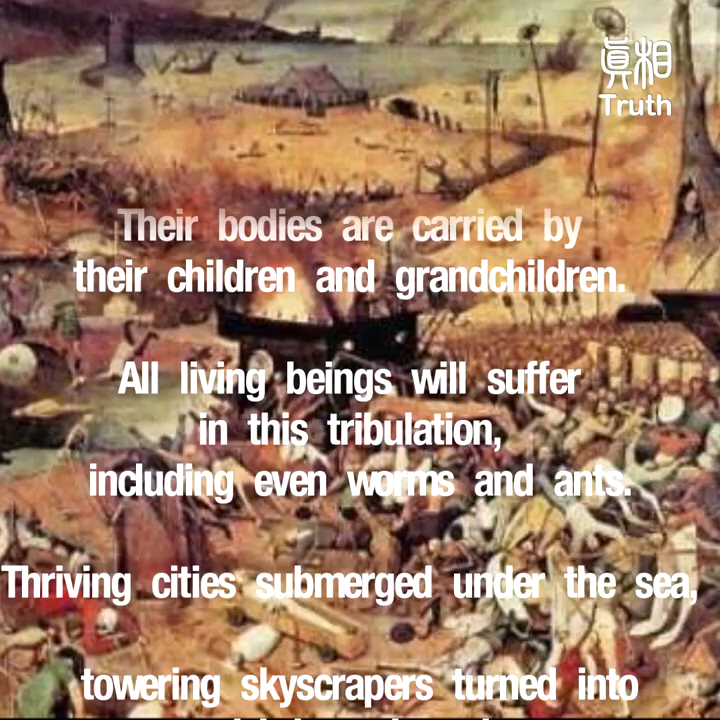 眞相
Truth
Their bodies are carried by
their children and grandchildren.
All living beings will suffer
in this tribulation,
including even worms and ants.
Thriving cities submerged under the sea,
towering skyscrapers turned into